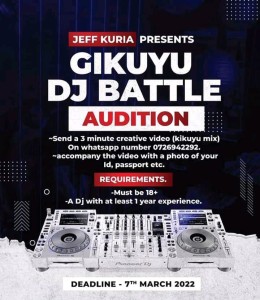 JEFF KURIA PRESENTS
GIKUYU
DJ BATTLE
AUDITION
~Send a 3 minute creative video (kikuyu mix)
On whatsapp number 0726942292.
~accompany the video with a photo of your
Id, passport etc.
REQUIREMENTS.
-Must be 18+
-A Dj with at least 1 year experience.
Pioneer Dj
DEADLINE - 7TH MARCH 2022